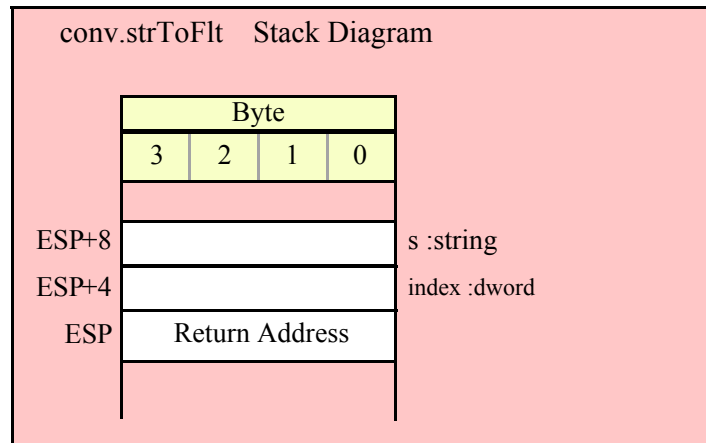 conv.strToFlt Stack Diagram
Byte
3 2 1 0
ESP+8 s :string
ESP+4 index :dword
ESP Return Address